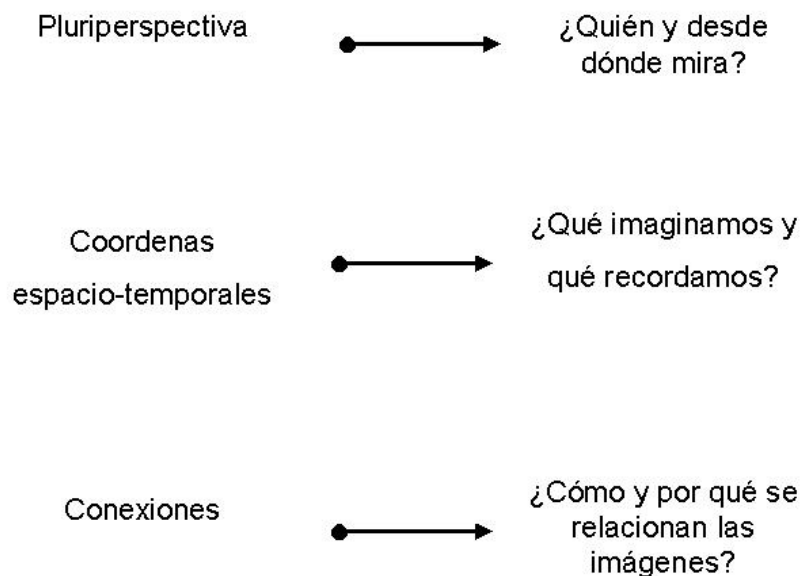 Pluriperspectiva
¿Quién y desde
dónde mira?
Coordenas
espacio-temporales
¿Qué imaginamos y
qué recordamos?
Conexiones
¿Cómo y por qué se
relacionan las
imágenes?